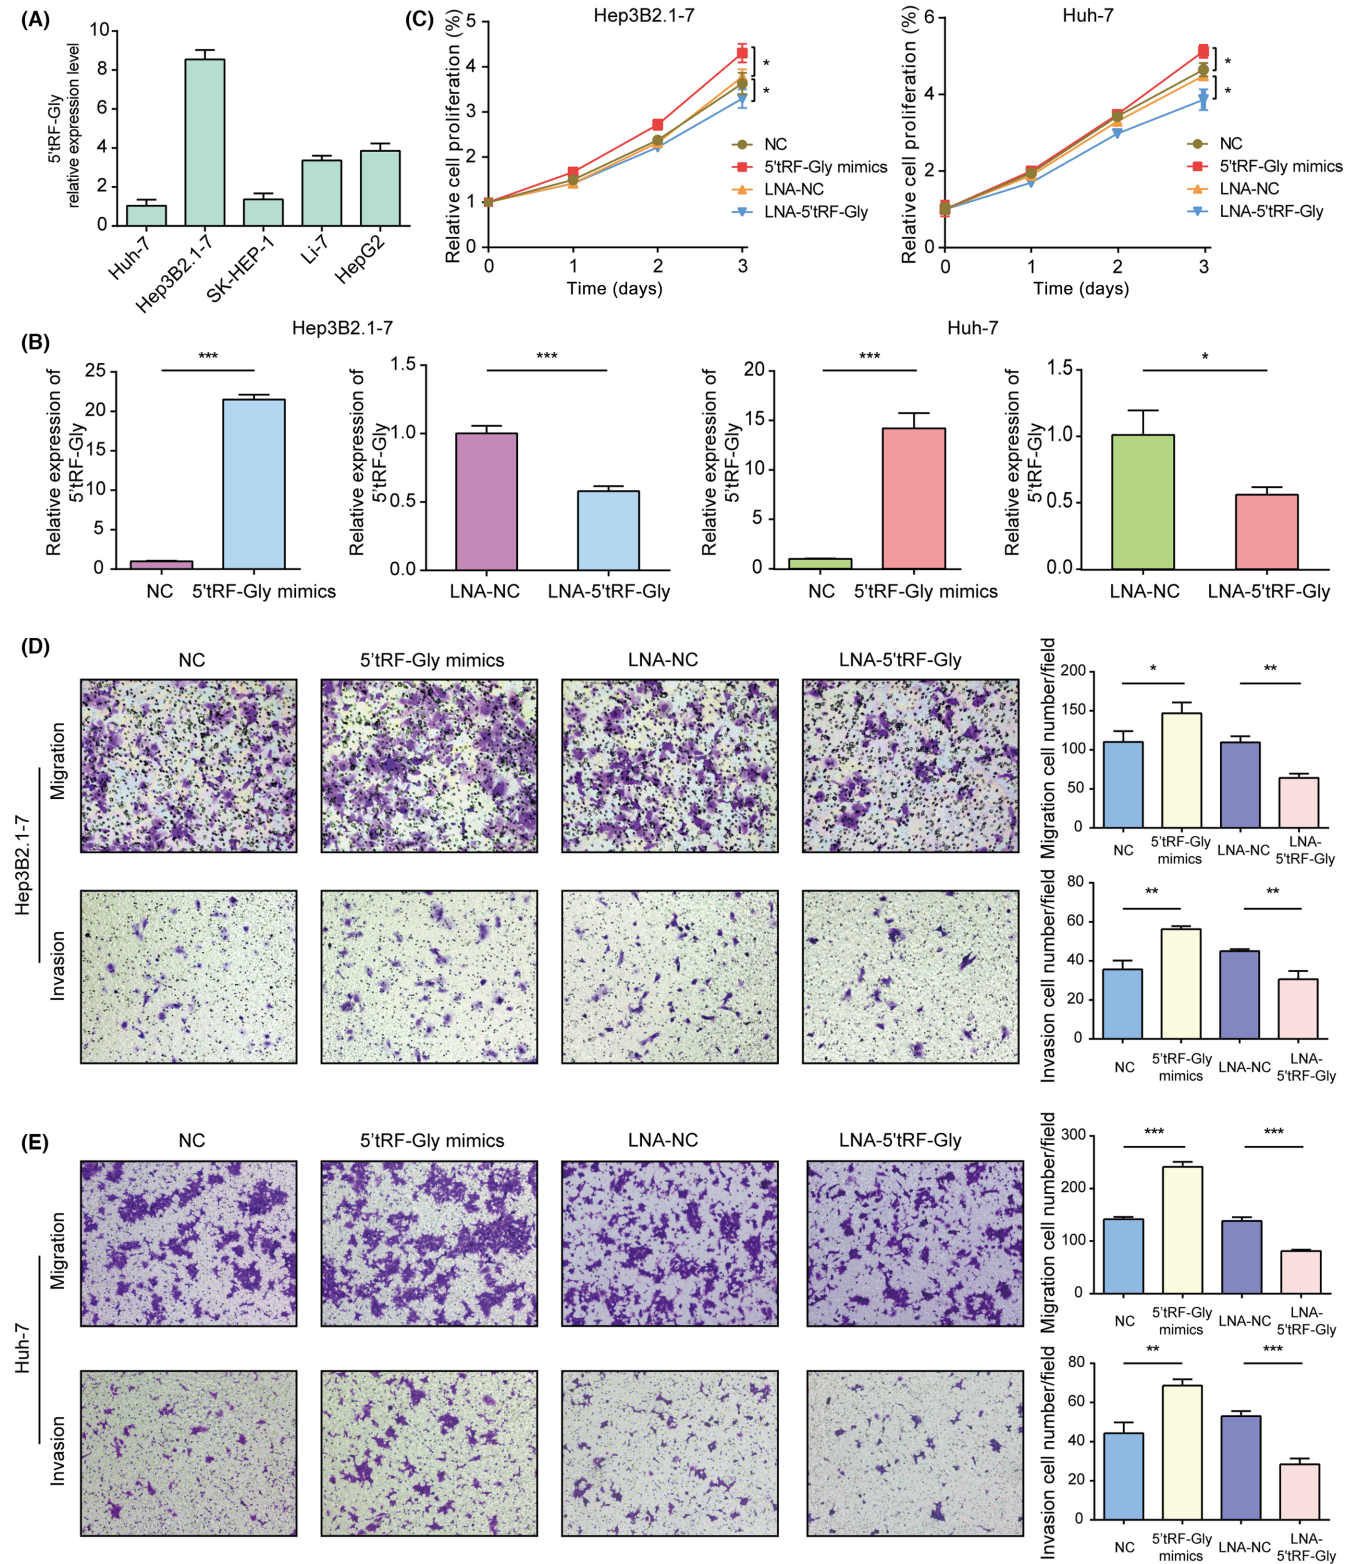 (A)
5'tRF-Gly
relative expression level
10
8
6
4
2
0
Huh-7
Hep3B2.1-7
SK-HEP-1
Li-7
HepG2
(C)
Hep3B2.1-7
Relative cell proliferation (%)
5
4
3
2
1
0
0 1 2 3
Time (days)
*
*
NC
5'tRF-Gly mimics
LNA-NC
LNA-5'tRF-Gly
Huh-7
Relative cell proliferation (%)
6
4
2
0
0 1 2 3
Time (days)
*
*
NC
5'tRF-Gly mimics
LNA-NC
LNA-5'tRF-Gly
(B)
Hep3B2.1-7
Relative expression of
5'tRF-Gly
25
20
15
10
5
0
***
NC 5'tRF-Gly mimics
Relative expression of
5'tRF-Gly
1.5
1.0
0.5
0.0
***
LNA-NC LNA-5'tRF-Gly
Huh-7
Relative expression of
5'tRF-Gly
20
15
10
5
0
***
NC 5'tRF-Gly mimics
Relative expression of
5'tRF-Gly
1.5
1.0
0.5
0.0
*
LNA-NC LNA-5'tRF-Gly
(D)
NC 5'tRF-Gly mimics LNA-NC LNA-5'tRF-Gly
Hep3B2.1-7
Migration
Invasion
Migration cell number/field
200
150
100
50
0
* **
NC 5'tRF-Gly mimics LNA-NC LNA-5'tRF-Gly
Invasion cell number/field
80
60
40
20
0
** **
NC 5'tRF-Gly mimics LNA-NC LNA-5'tRF-Gly
(E)
NC 5'tRF-Gly mimics LNA-NC LNA-5'tRF-Gly
Huh-7
Migration
Invasion
Migration cell number/field
300
200
100
0
*** ***
NC 5'tRF-Gly mimics LNA-NC LNA-5'tRF-Gly
Invasion cell number/field
80
60
40
20
0
** ***
NC 5'tRF-Gly mimics LNA-NC LNA-5'tRF-Gly